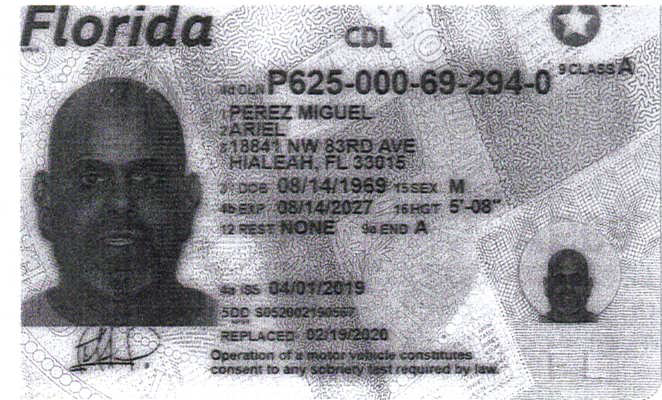 Florida
CDL
4d DLN P625-000-69-294-0 9 CLASS A
1 PEREZ MIGUEL
2 ARIEL
8 18841 NW 83RD AVE
HIALEAH, FL 33015
3 DOB 08/14/1969 15 SEX M
4b EXP 08/14/2027 16 HGT 5'-08"
12 REST NONE 9a END A
4a ISS 04/01/2019
5DD S052002190567
REPLACED: 02/19/2020
Operation of a motor vehicle constitutes
consent to any sobriety test required by law.
FL